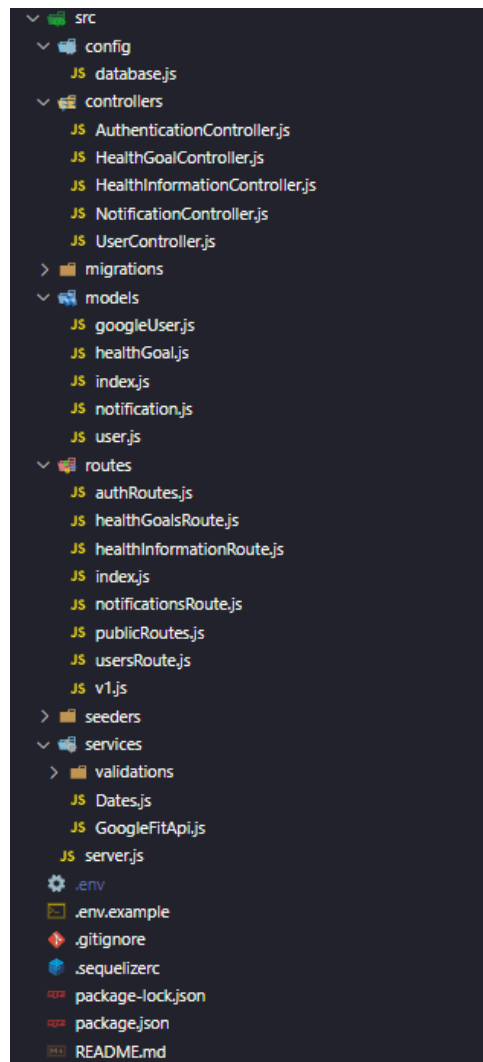 src
config
JS database.js
controllers
JS AuthenticationController.js
JS HealthGoalController.js
JS HealthInformationController.js
JS NotificationController.js
JS UserController.js
migrations
models
JS googleUser.js
JS healthGoal.js
JS index.js
JS notification.js
JS user.js
routes
JS authRoutes.js
JS healthGoalsRoute.js
JS healthInformationRoute.js
JS index.js
JS notificationsRoute.js
JS publicRoutes.js
JS usersRoute.js
JS v1.js
seeders
services
validations
JS Dates.js
JS GoogleFitApi.js
JS server.js
.env
.env.example
.gitignore
.sequelizerc
package-lock.json
package.json
README.md